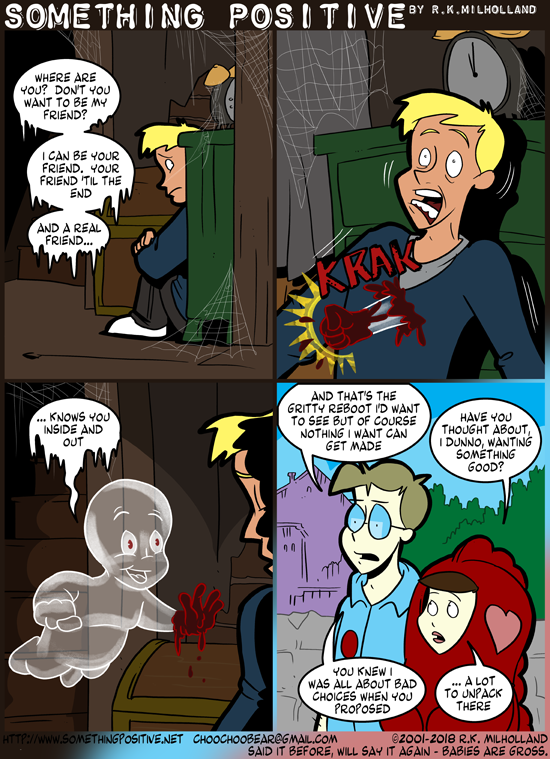 SOMETHING POSITIVE BY R.K.MILHOLLAND
WHERE ARE
YOU? DON'T YOU
WANT TO BE MY
FRIEND?
I CAN BE YOUR
FRIEND. YOUR
FRIEND 'TIL THE
END
AND A REAL
FRIEND...
KRAK
... KNOWS YOU
INSIDE AND
OUT
AND THAT'S THE
GRITTY REBOOT I'D WANT
TO SEE BUT OF COURSE
NOTHING I WANT CAN
GET MADE
HAVE YOU
THOUGHT ABOUT,
I DUNNO, WANTING
SOMETHING
GOOD?
YOU KNEW I
WAS ALL ABOUT BAD
CHOICES WHEN YOU
PROPOSED
... A LOT
TO UNPACK
THERE
HTTP://WWW.SOMETHINGPOSITIVE.NET CHOOCHOOBEAR@GMAIL.COM ©2001-2018 R.K. MILHOLLAND
SAID IT BEFORE, WILL SAY IT AGAIN - BABIES ARE GROSS.